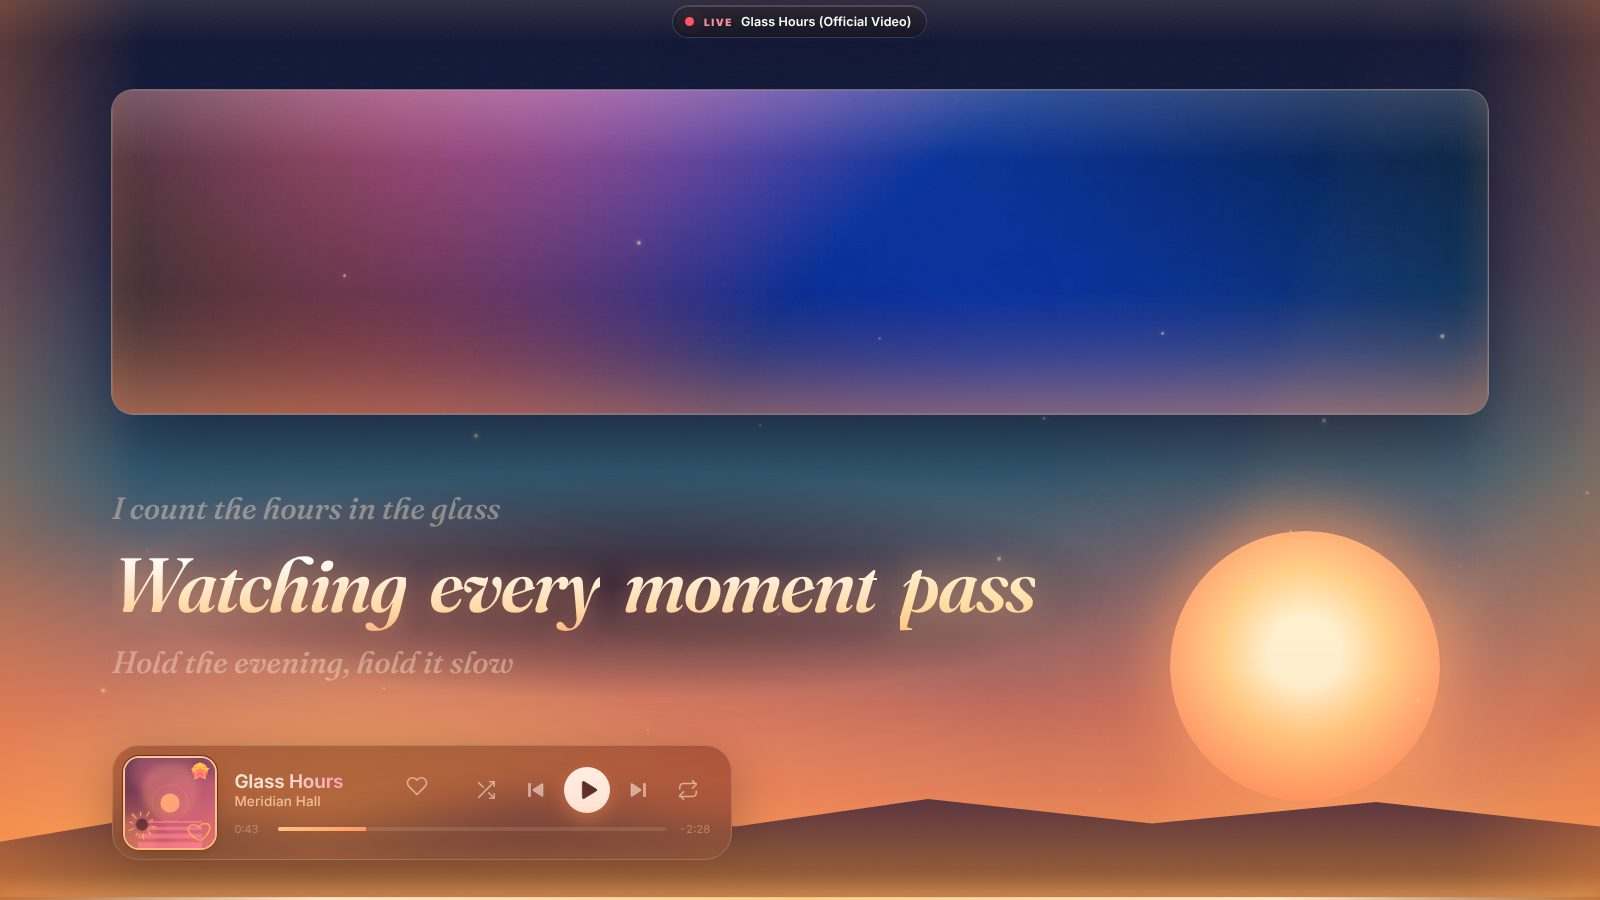 LIVE Glass Hours (Official Video)
I count the hours in the glass
Watching every moment pass
Hold the evening, hold it slow
Glass Hours
Meridian Hall
0:43
-2:28